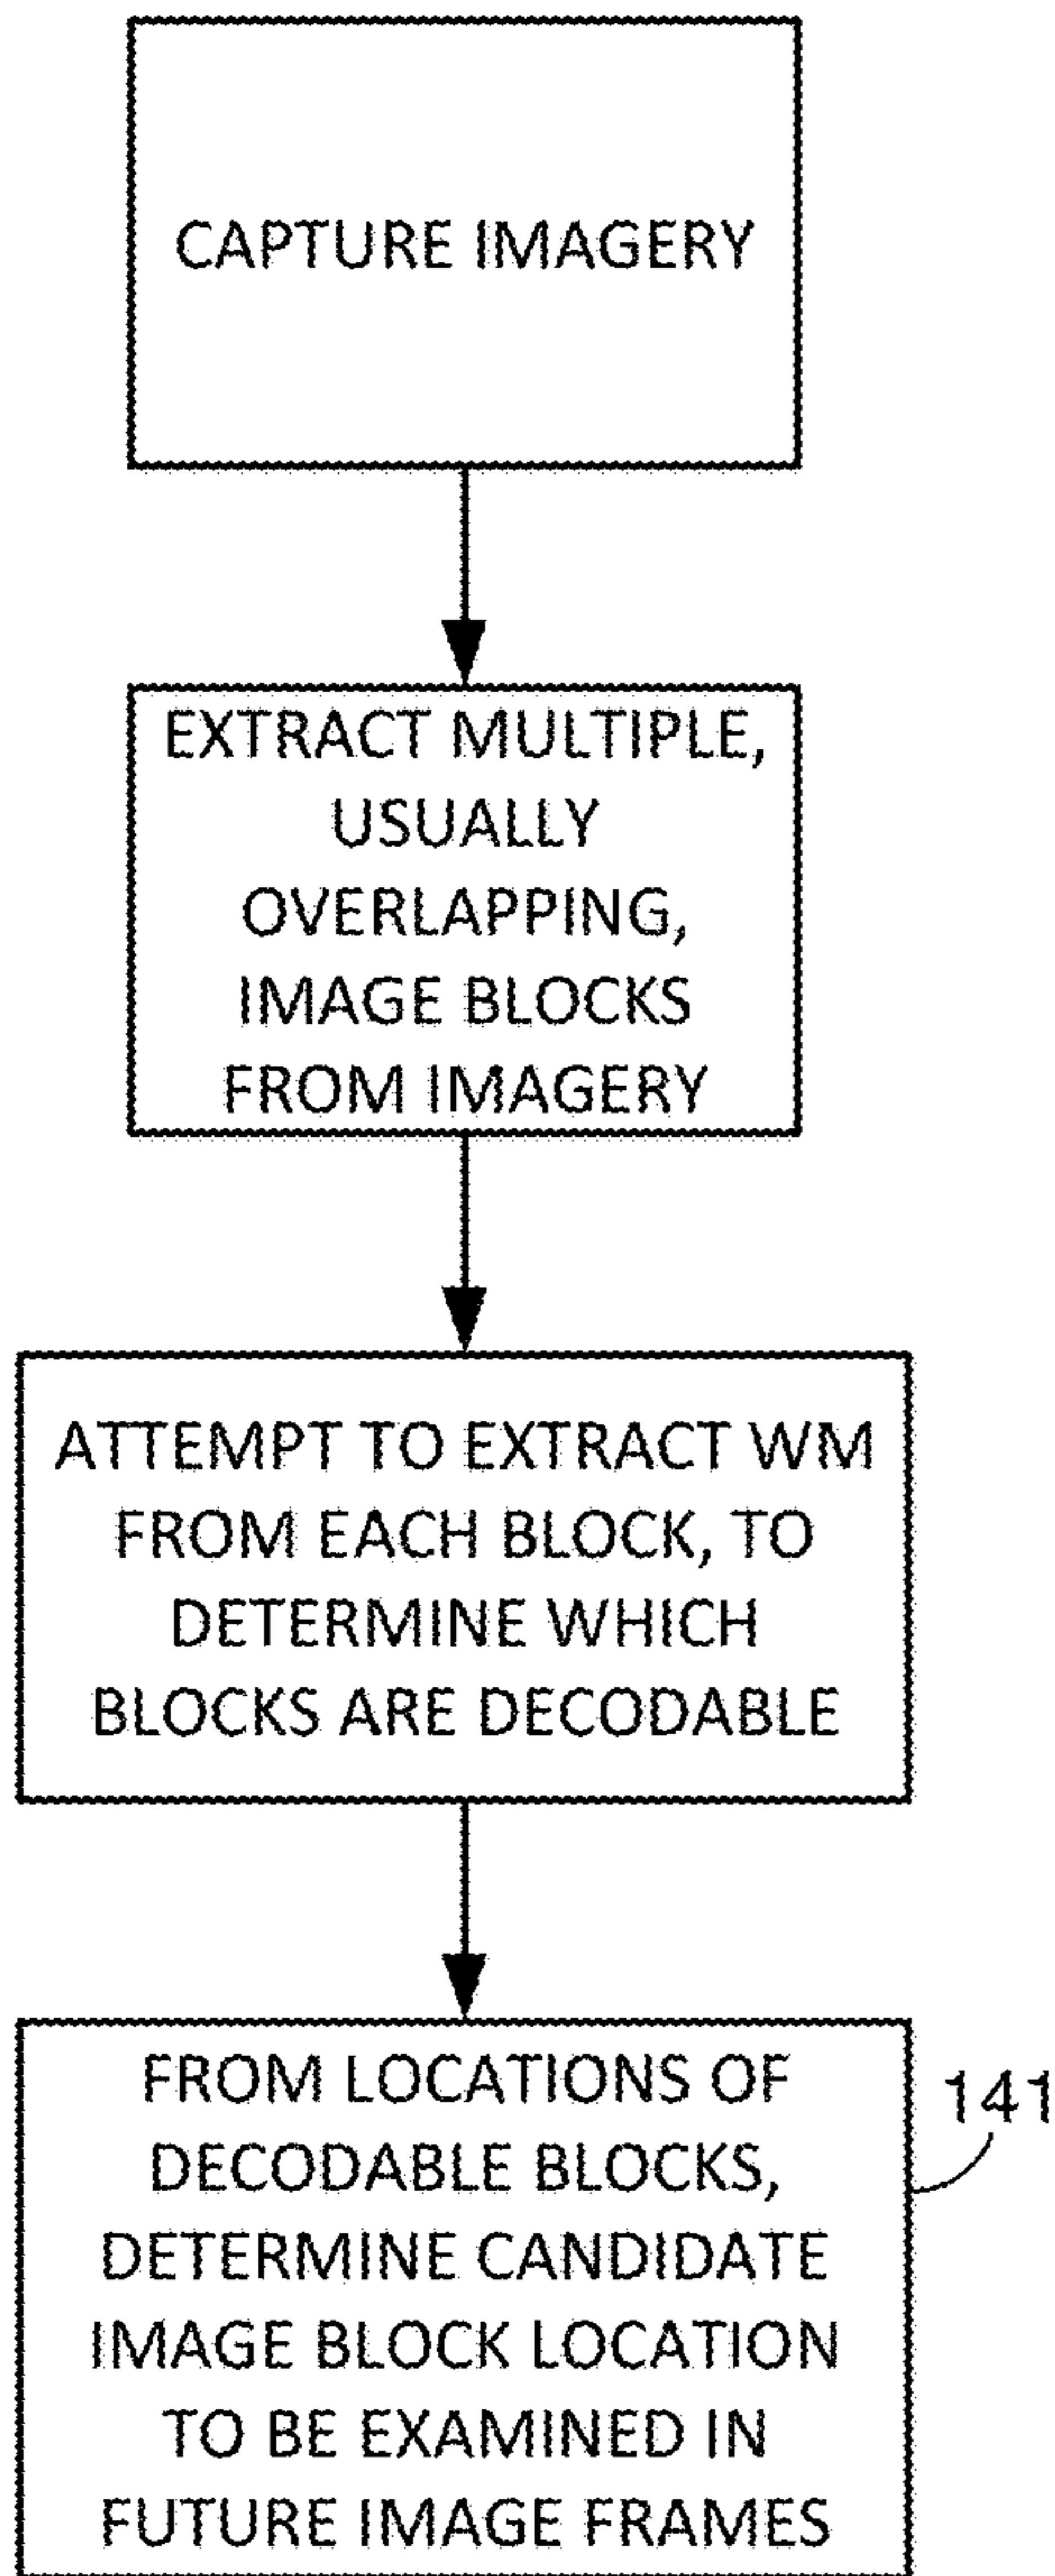 CAPTURE IMAGERY
EXTRACT MULTIPLE,
USUALLY
OVERLAPPING,
IMAGE BLOCKS
FROM IMAGERY
ATTEMPT TO EXTRACT WM
FROM EACH BLOCK, TO
DETERMINE WHICH
BLOCKS ARE DECODABLE
FROM LOCATIONS OF
DECODABLE BLOCKS,
DETERMINE CANDIDATE
IMAGE BLOCK LOCATION
TO BE EXAMINED IN
FUTURE IMAGE FRAMES
141